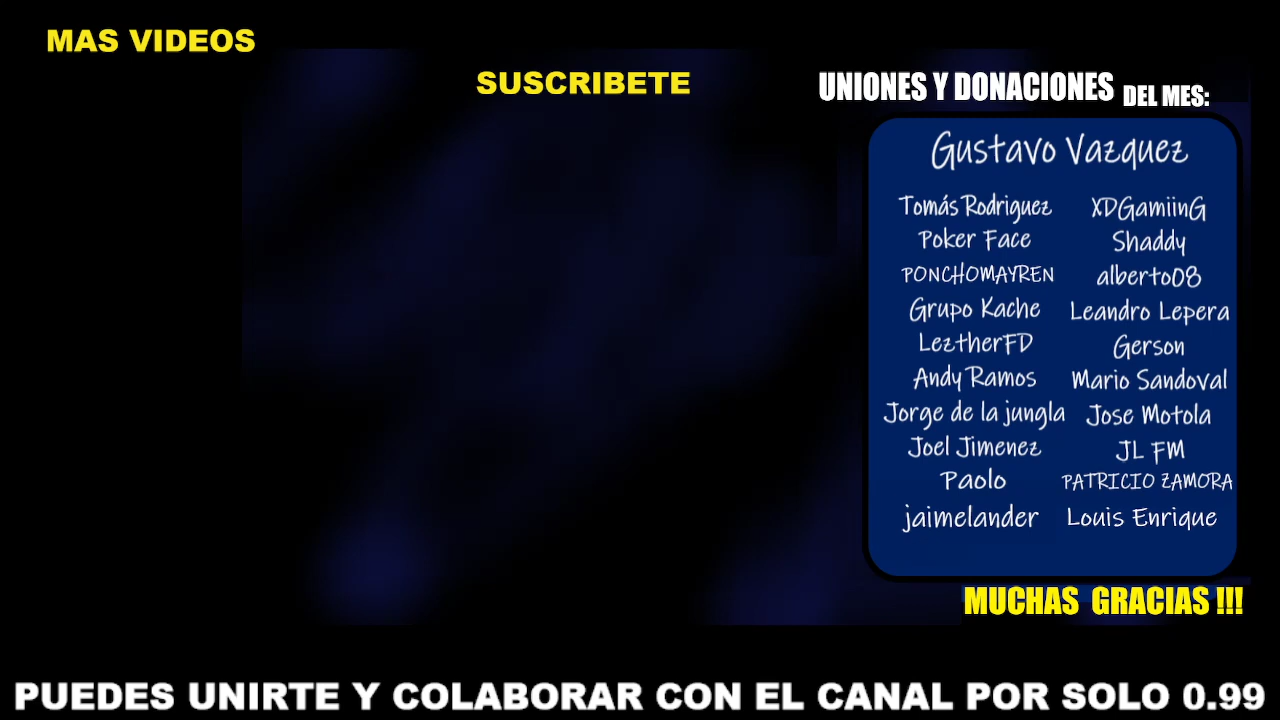 MAS VIDEOS
SUSCRIBETE
UNIONES Y DONACIONES DEL MES:
Gustavo Vazquez
Tomás Rodriguez XDGamiinG
Poker Face Shaddy
PONCHOMAYREN alberto08
Grupo Kache Leandro Lepera
LeztherFD Gerson
Andy Ramos Mario Sandoval
Jorge de la jungla Jose Motola
Joel Jimenez JL FM
Paolo PATRICIO ZAMORA
jaimelander Louis Enrique
MUCHAS GRACIAS !!!
PUEDES UNIRTE Y COLABORAR CON EL CANAL POR SOLO 0.99